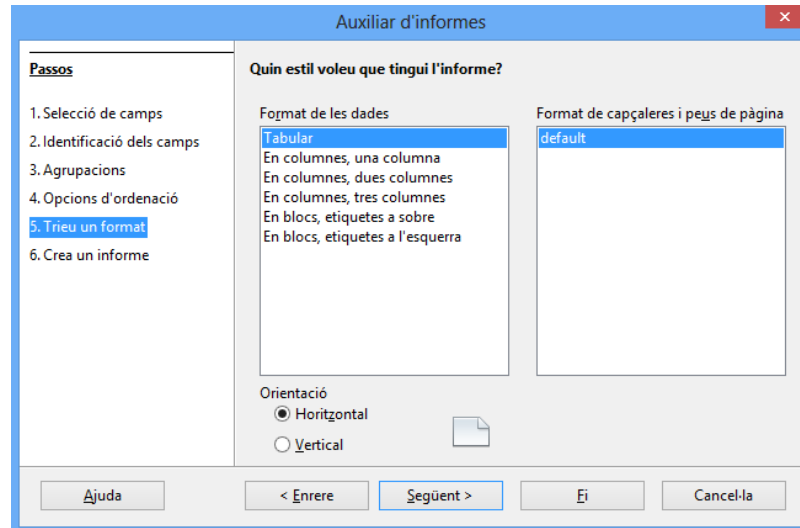 Auxiliar d'informes
Passos
1. Selecció de camps
2. Identificació dels camps
3. Agrupacions
4. Opcions d'ordenació
5. Trieu un format
6. Crea un informe
Quin estil voleu que tingui l'informe?
Format de les dades
Tabular
En columnes, una columna
En columnes, dues columnes
En columnes, tres columnes
En blocs, etiquetes a sobre
En blocs, etiquetes a l'esquerra
Format de capçaleres i peus de pàgina
default
Orientació
Horitzontal
Vertical
Ajuda
< Enrere
Següent >
Fi
Cancel·la